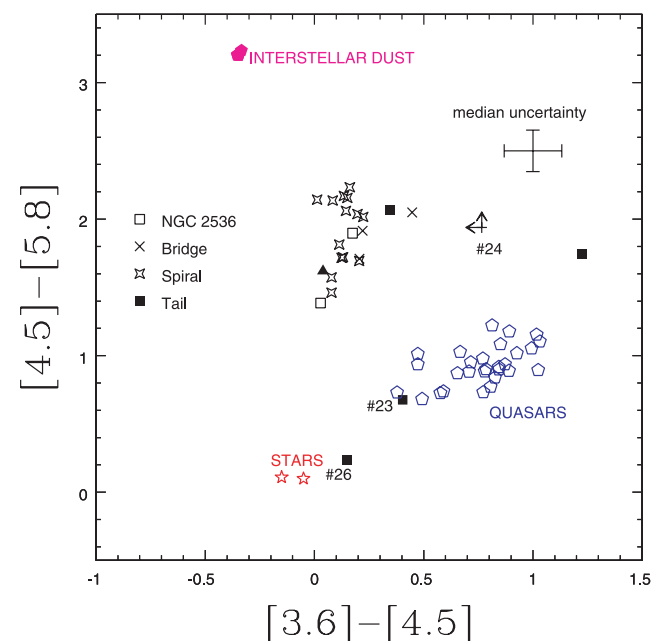 INTERSTELLAR DUST
median uncertainty
NGC 2536
Bridge
Spiral
Tail
#24
#23
QUASARS
STARS
#26
3
2
1
0
-1
-0.5
0
0.5
1
1.5
[4.5]−[5.8]
[3.6]−[4.5]